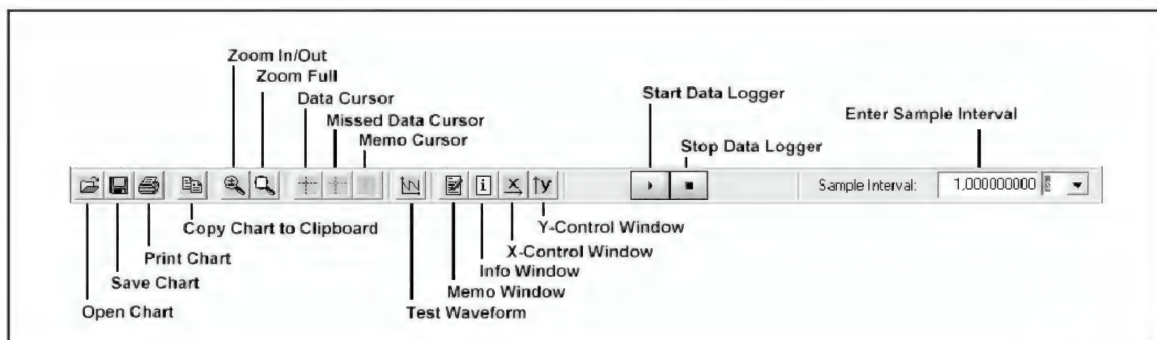 Zoom In/Out
Zoom Full
Data Cursor
Missed Data Cursor
Memo Cursor
Start Data Logger
Stop Data Logger
Enter Sample Interval
Sample Interval: 1.000000000
Y-Control Window
X-Control Window
Info Window
Memo Window
Test Waveform
Copy Chart to Clipboard
Print Chart
Save Chart
Open Chart